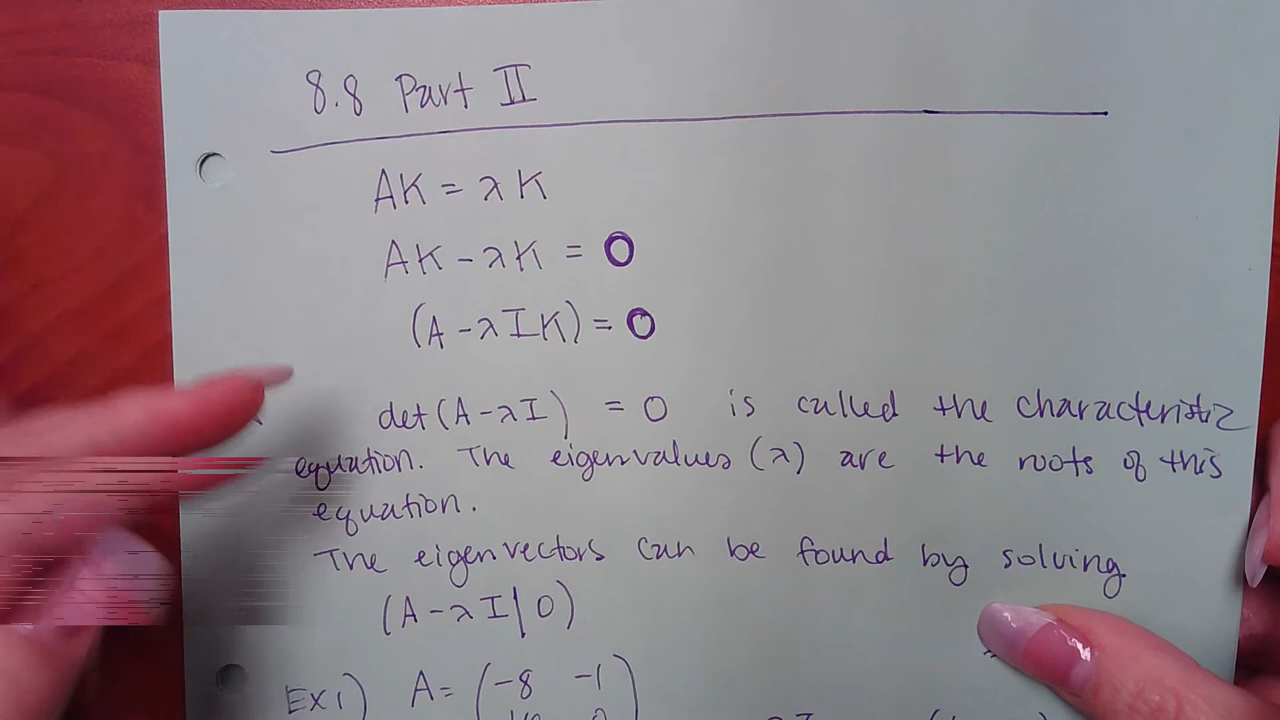 8.8 Part II
AK = λK
AK - λK = 0
(A - λIK) = 0
det(A - λI) = 0 is called the characteristic
equation. The eigenvalues (λ) are the roots of this
equation.
The eigenvectors can be found by solving
(A - λI | 0)
Ex 1) A = (-8 -1)